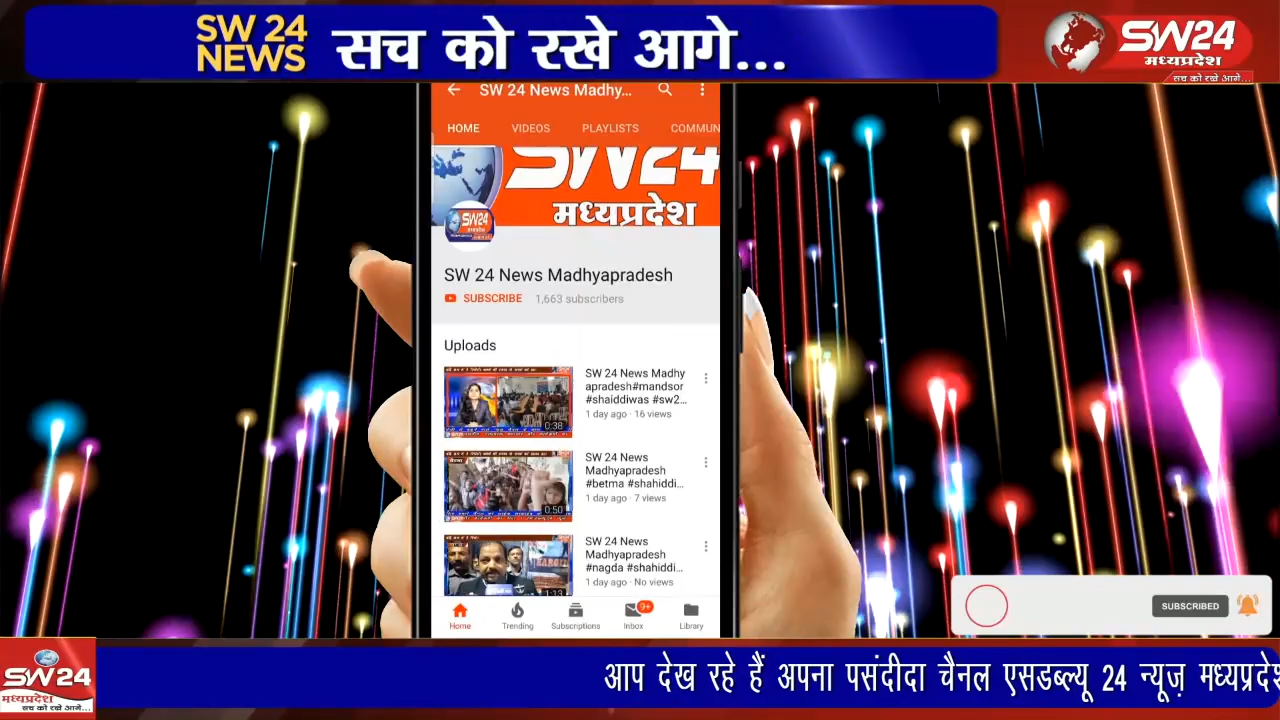 SW 24
NEWS
सच को रखे आगे...
SW24
मध्यप्रदेश
सच को रखे आगे...
SW 24 News Madhy...
HOME VIDEOS PLAYLISTS COMMUN
SW24
मध्यप्रदेश
SW24
SW 24 News Madhyapradesh
SUBSCRIBE 1,663 subscribers
Uploads
SW 24 News Madhy
apradesh#mandsor
#shaiddiwas #sw2...
1 day ago · 16 views
0:38
SW 24 News
Madhyapradesh
#betma #shahiddi...
1 day ago · 7 views
0:50
SW 24 News
Madhyapradesh
#nagda #shahiddi...
1 day ago · No views
1:13
9+
Home Trending Subscriptions Inbox Library
SUBSCRIBED
SW24
मध्यप्रदेश
सच को रखे आगे...
आप देख रहे हैं अपना पसंदीदा चैनल एसडब्ल्यू 24 न्यूज़ मध्यप्रदेश